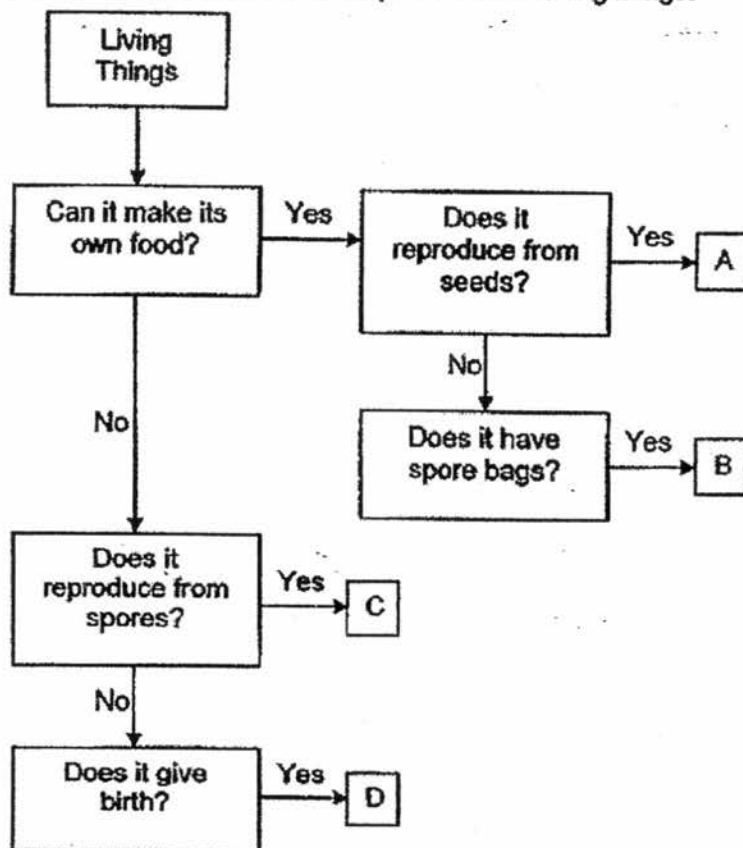 Living
Things
Can it make its
own food?
Yes
Does it
reproduce from
seeds?
Yes
A
No
No
Does it have
spore bags?
Yes
B
Does it
reproduce from
spores?
Yes
C
No
Does it give
birth?
Yes
D